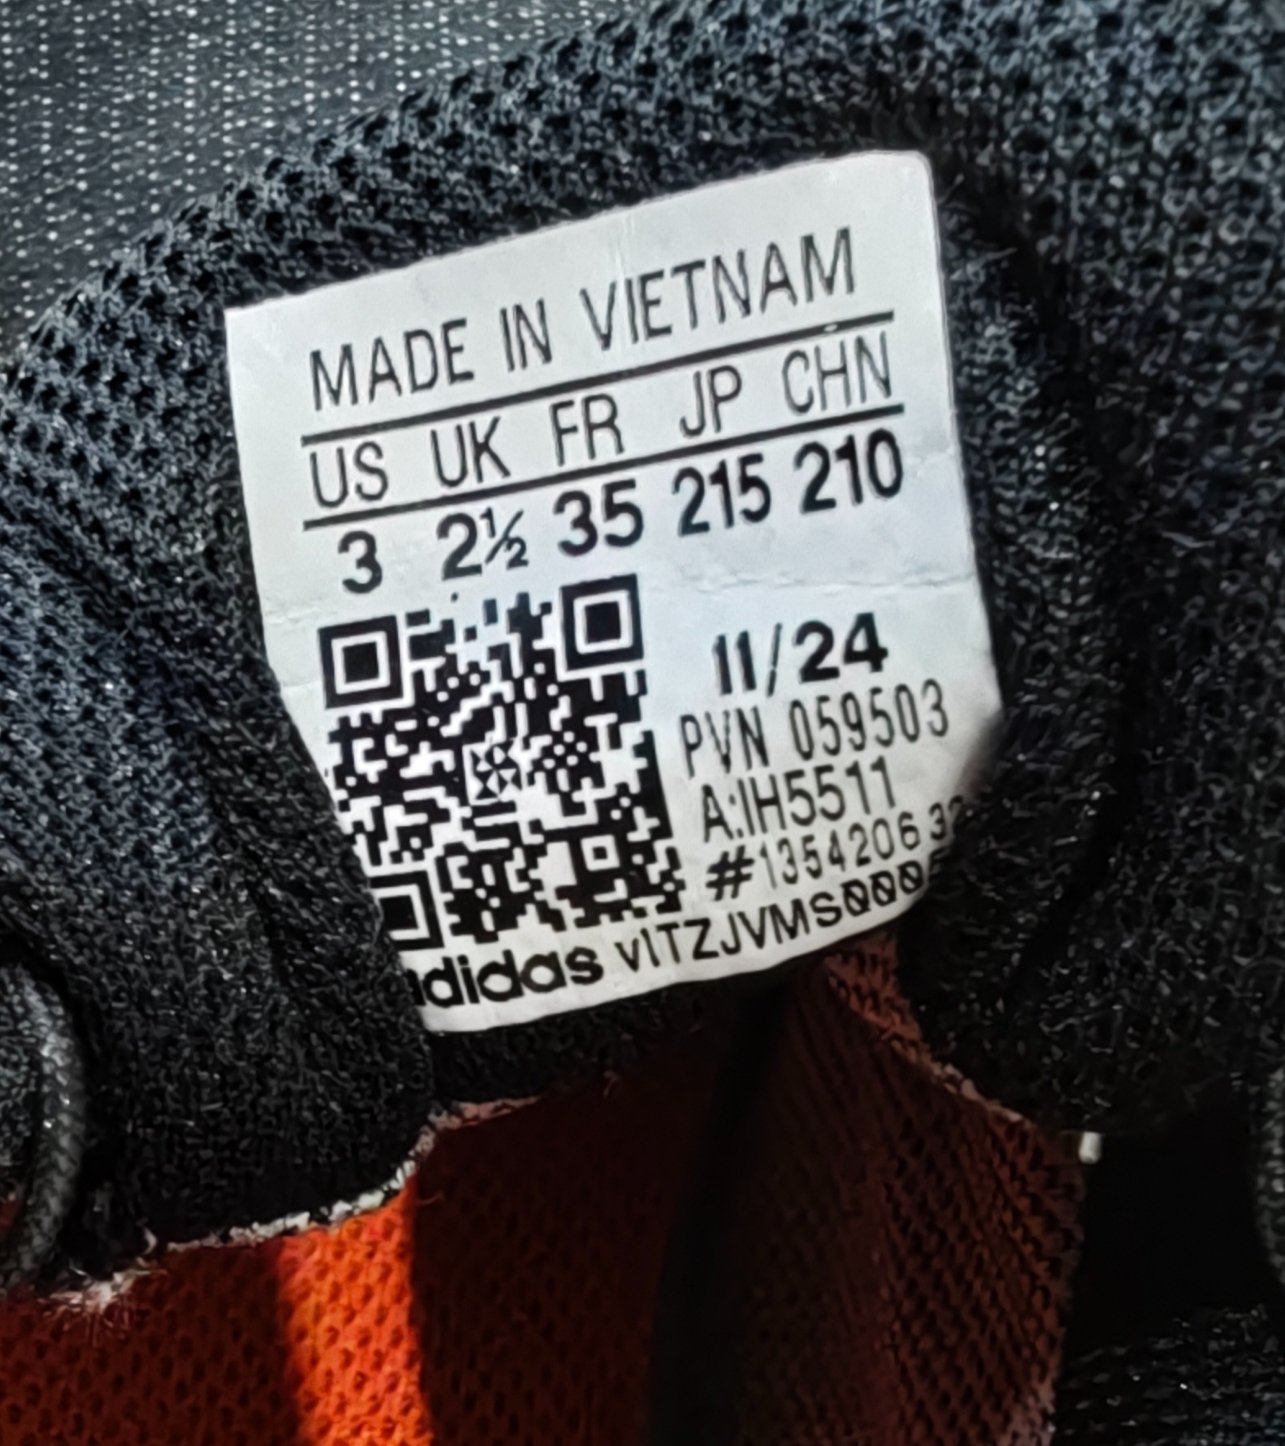 MADE IN VIETNAM
US UK FR JP CHN
3 2½ 35 215 210
11/24
PVN 059503
A:IH5511
#1354206
adidas